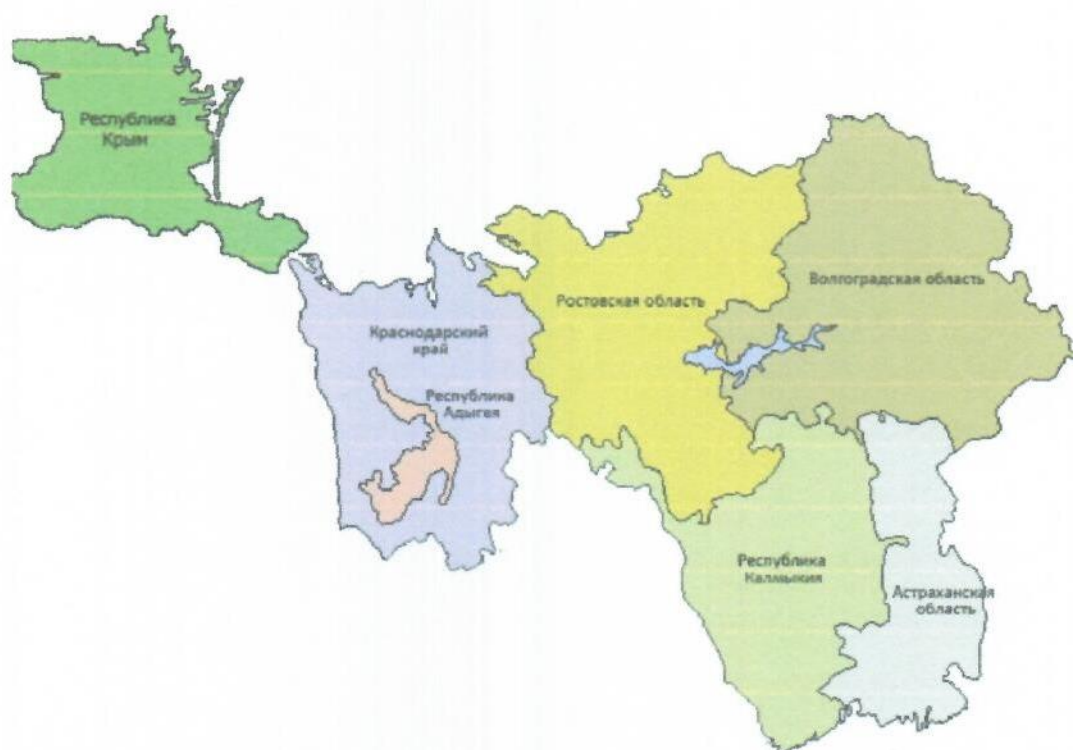 Республика
Крым
Волгоградская область
Ростовская область
Краснодарский
край
Республика
Адыгея
Республика
Калмыкия
Астраханская
область